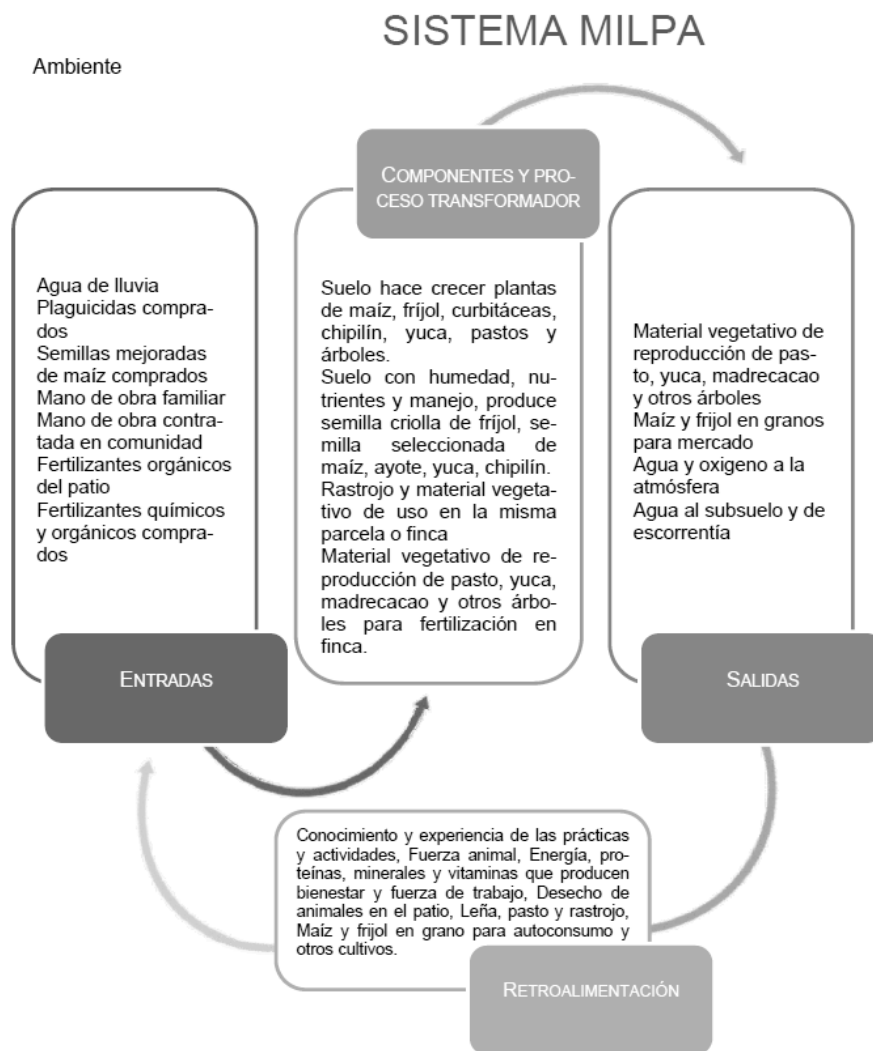 SISTEMA MILPA
Ambiente
Agua de lluvia
Plaguicidas compra-
dos
Semillas mejoradas
de maíz comprados
Mano de obra familiar
Mano de obra contra-
tada en comunidad
Fertilizantes orgánicos
del patio
Fertilizantes químicos
y orgánicos compra-
dos
ENTRADAS
COMPONENTES Y PRO-
CESO TRANSFORMADOR
Suelo hace crecer plantas
de maíz, fríjol, curbitáceas,
chipilín, yuca, pastos y
árboles.
Suelo con humedad, nu-
trientes y manejo, produce
semilla criolla de fríjol, se-
milla seleccionada de
maíz, ayote, yuca, chipilín.
Rastrojo y material vegeta-
tivo de uso en la misma
parcela o finca
Material vegetativo de re-
producción de pasto, yuca,
madrecacao y otros árbo-
les para fertilización en
finca.
Material vegetativo de
reproducción de pas-
to, yuca, madrecacao
y otros árboles
Maíz y frijol en granos
para mercado
Agua y oxigeno a la
atmósfera
Agua al subsuelo y de
escorrentía
SALIDAS
Conocimiento y experiencia de las prácticas
y actividades, Fuerza animal, Energía, pro-
teínas, minerales y vitaminas que producen
bienestar y fuerza de trabajo, Desecho de
animales en el patio, Leña, pasto y rastrojo,
Maíz y frijol en grano para autoconsumo y
otros cultivos.
RETROALIMENTACIÓN